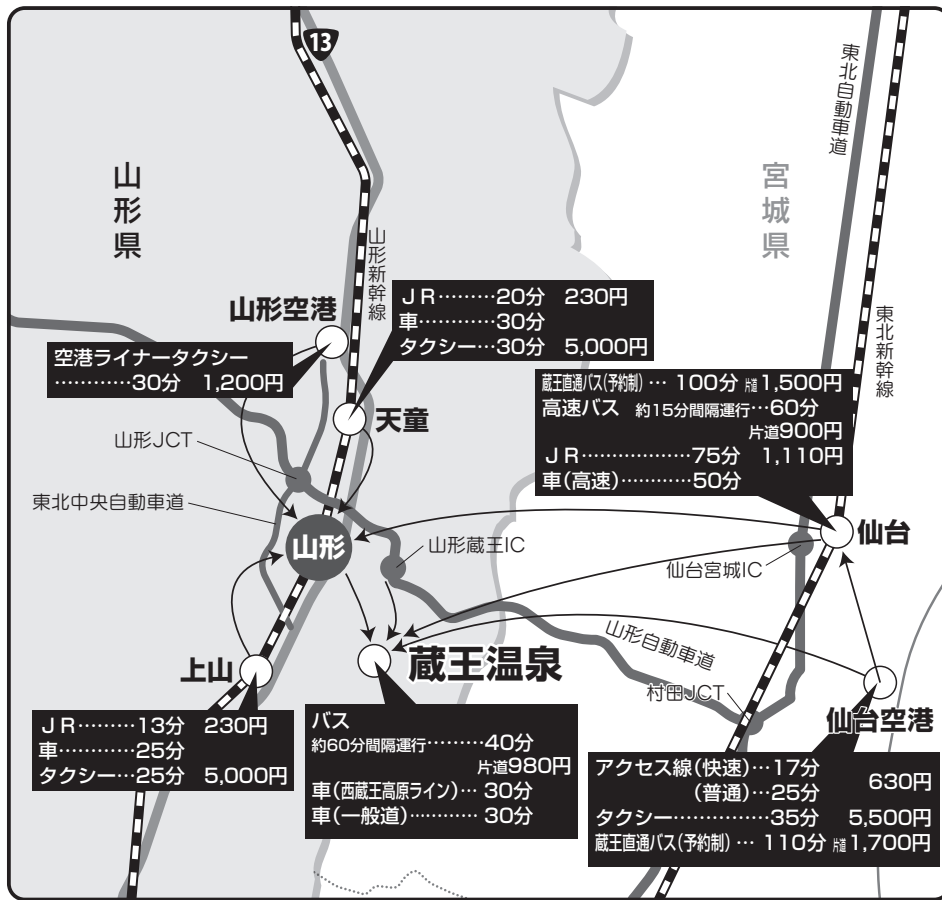 13
東北自動車道
山形県
宮城県
山形新幹線
東北新幹線
山形空港
空港ライナータクシー
…………30分 1,200円
ＪＲ………20分 230円
車…………30分
タクシー…30分 5,000円
天童
蔵王直通バス(予約制)… 100分 片道1,500円
高速バス 約15分間隔運行…60分
片道900円
ＪＲ………………75分 1,110円
車(高速)…………50分
山形JCT
東北中央自動車道
山形
山形蔵王IC
仙台
仙台宮城IC
山形自動車道
上山
蔵王温泉
村田JCT
仙台空港
ＪＲ………13分 230円
車…………25分
タクシー…25分 5,000円
バス
約60分間隔運行………40分
片道980円
車(西蔵王高原ライン)… 30分
車(一般道)………… 30分
アクセス線(快速)…17分
(普通)…25分
630円
タクシー……………35分 5,500円
蔵王直通バス(予約制)… 110分 片道1,700円